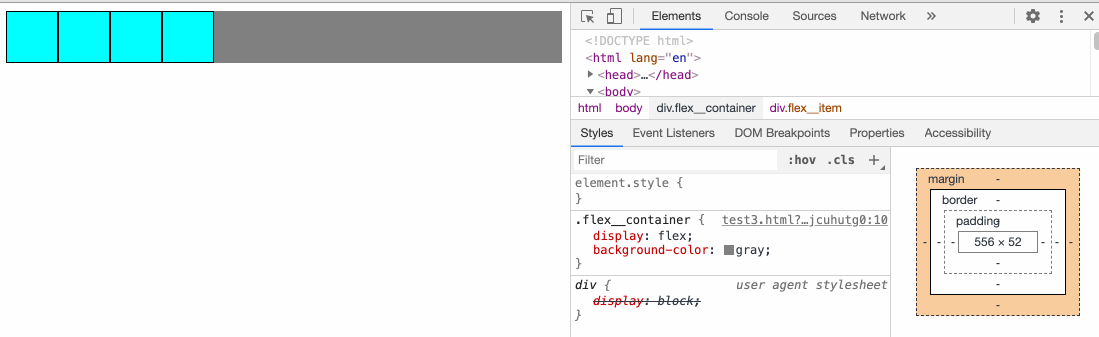 Elements Console Sources Network »
<!DOCTYPE html>
<html lang="en">
<head>…</head>
<body>
html body div.flex__container div.flex__item
Styles Event Listeners DOM Breakpoints Properties Accessibility
Filter :hov .cls +
element.style {
}
.flex__container { test3.html?…jcuhutg0:10
display: flex;
background-color: gray;
}
div { user agent stylesheet
display: block;
}
margin -
border -
padding -
- - - 556 × 52 - - -
-
-
-